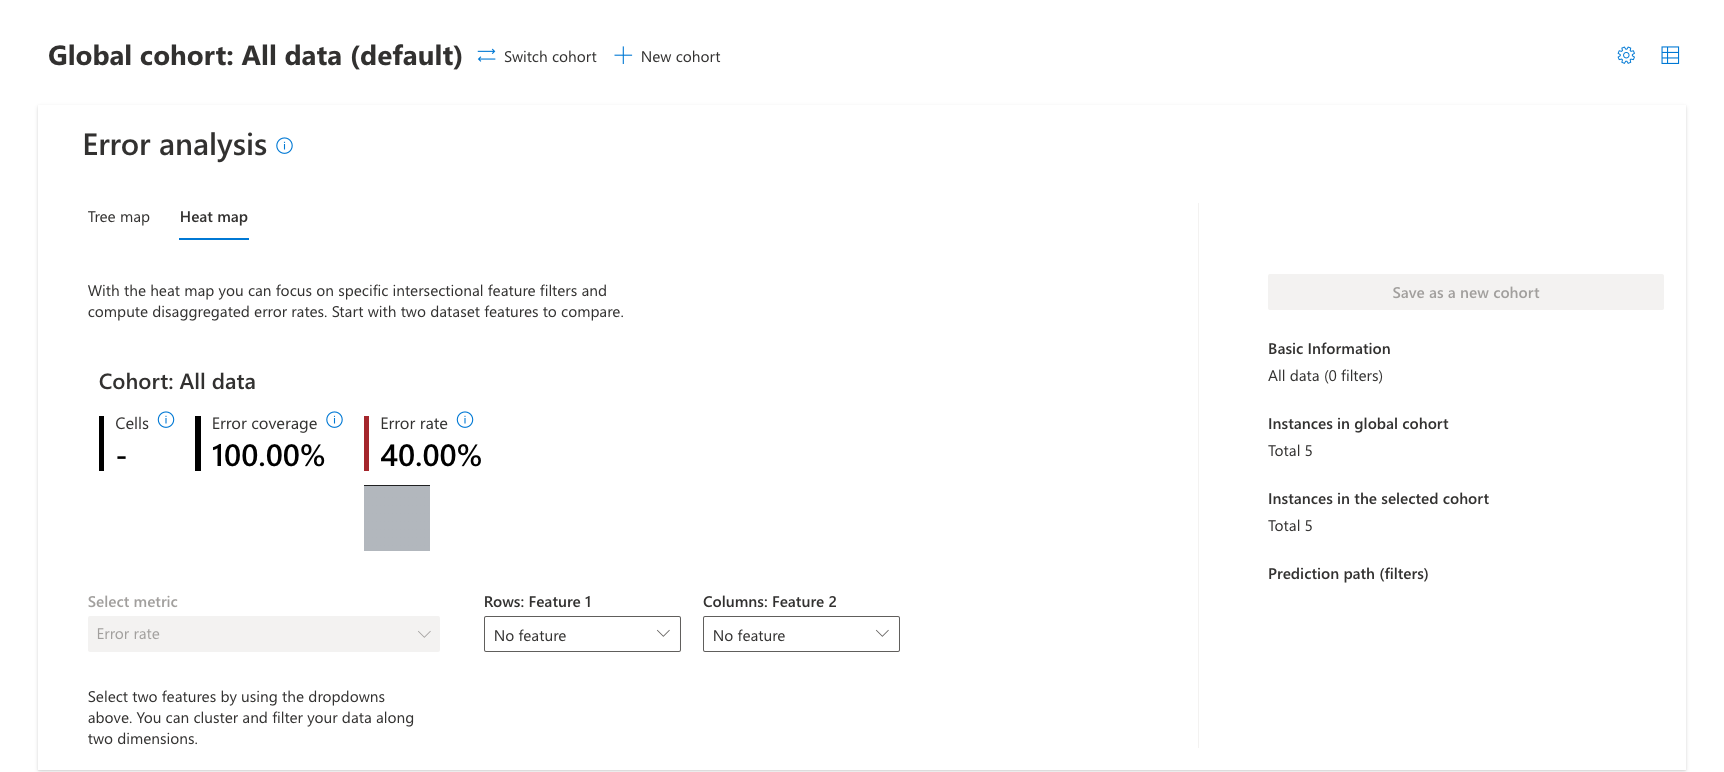 Global cohort: All data (default) Switch cohort New cohort
Error analysis
Tree map Heat map
With the heat map you can focus on specific intersectional feature filters and
compute disaggregated error rates. Start with two dataset features to compare.
Cohort: All data
Cells Error coverage Error rate
- 100.00% 40.00%
Select metric Rows: Feature 1 Columns: Feature 2
Error rate No feature No feature
Select two features by using the dropdowns
above. You can cluster and filter your data along
two dimensions.
Save as a new cohort
Basic Information
All data (0 filters)
Instances in global cohort
Total 5
Instances in the selected cohort
Total 5
Prediction path (filters)